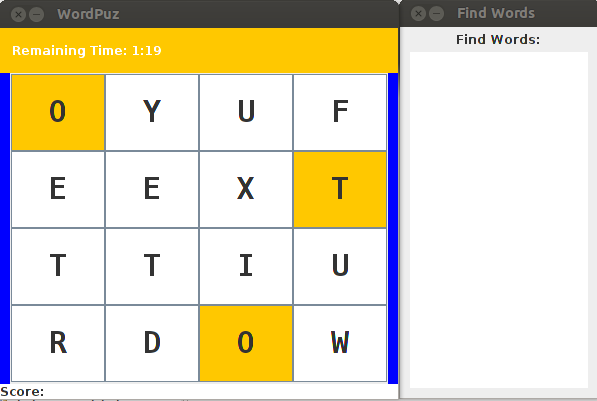 WordPuz
Find Words
Remaining Time: 1:19
Find Words:
O Y U F
E E X T
T T I U
R D O W
Score: